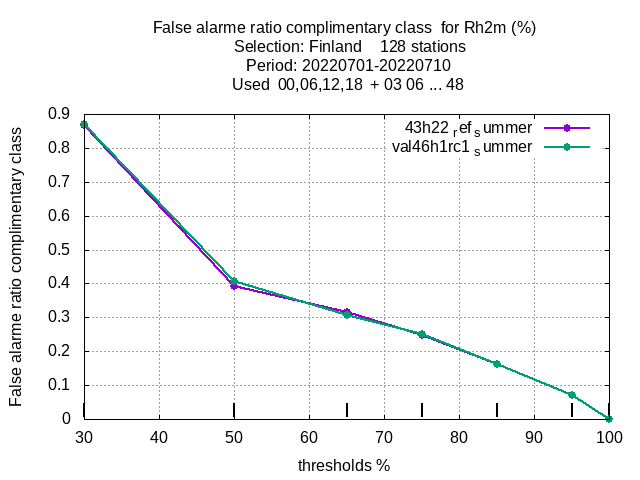 False alarme ratio complimentary class  for Rh2m (%)
Selection: Finland    128 stations
Period: 20220701-20220710
Used  00,06,12,18  + 03 06 ... 48
43h22 ref summer
val46h1rc1 summer
False alarme ratio complimentary class
0.9
0.8
0.7
0.6
0.5
0.4
0.3
0.2
0.1
0
30 40 50 60 70 80 90 100
thresholds %